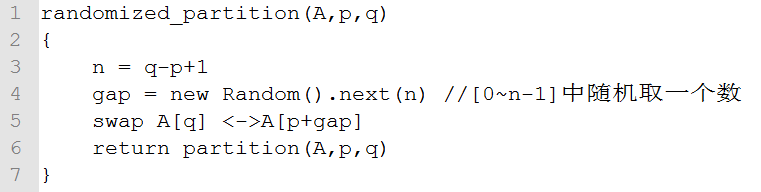 1 randomized_partition(A,p,q)
2 {
3     n = q-p+1
4     gap = new Random().next(n) //[0~n-1]中随机取一个数
5     swap A[q] <->A[p+gap]
6     return partition(A,p,q)
7 }